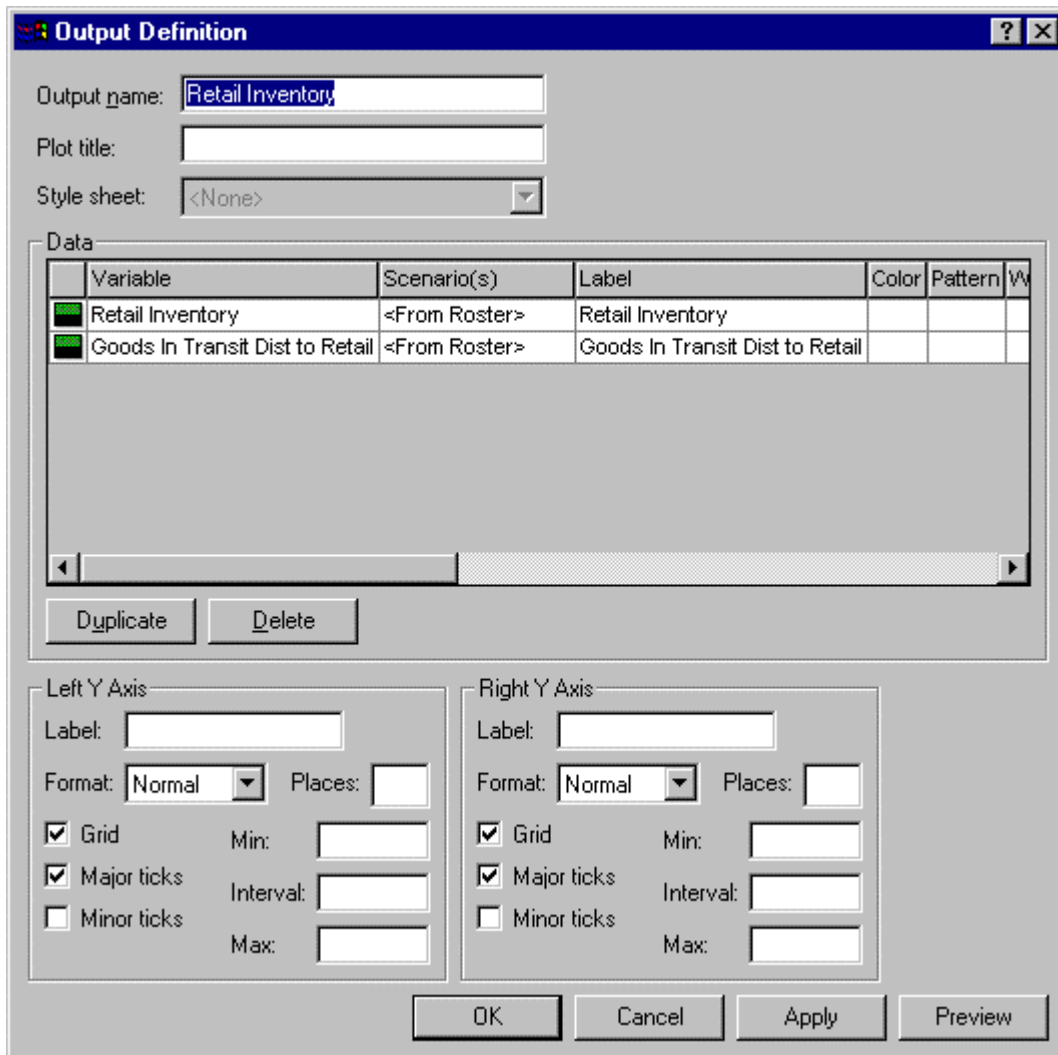 Output Definition
Output name: Retail Inventory
Plot title:
Style sheet: <None>
Data
Variable Scenario(s) Label Color Pattern W
Retail Inventory <From Roster> Retail Inventory
Goods In Transit Dist to Retail <From Roster> Goods In Transit Dist to Retail
Duplicate Delete
Left Y Axis
Label:
Format: Normal Places:
Grid Min:
Major ticks Interval:
Minor ticks
Max:
Right Y Axis
Label:
Format: Normal Places:
Grid Min:
Major ticks Interval:
Minor ticks
Max:
OK Cancel Apply Preview